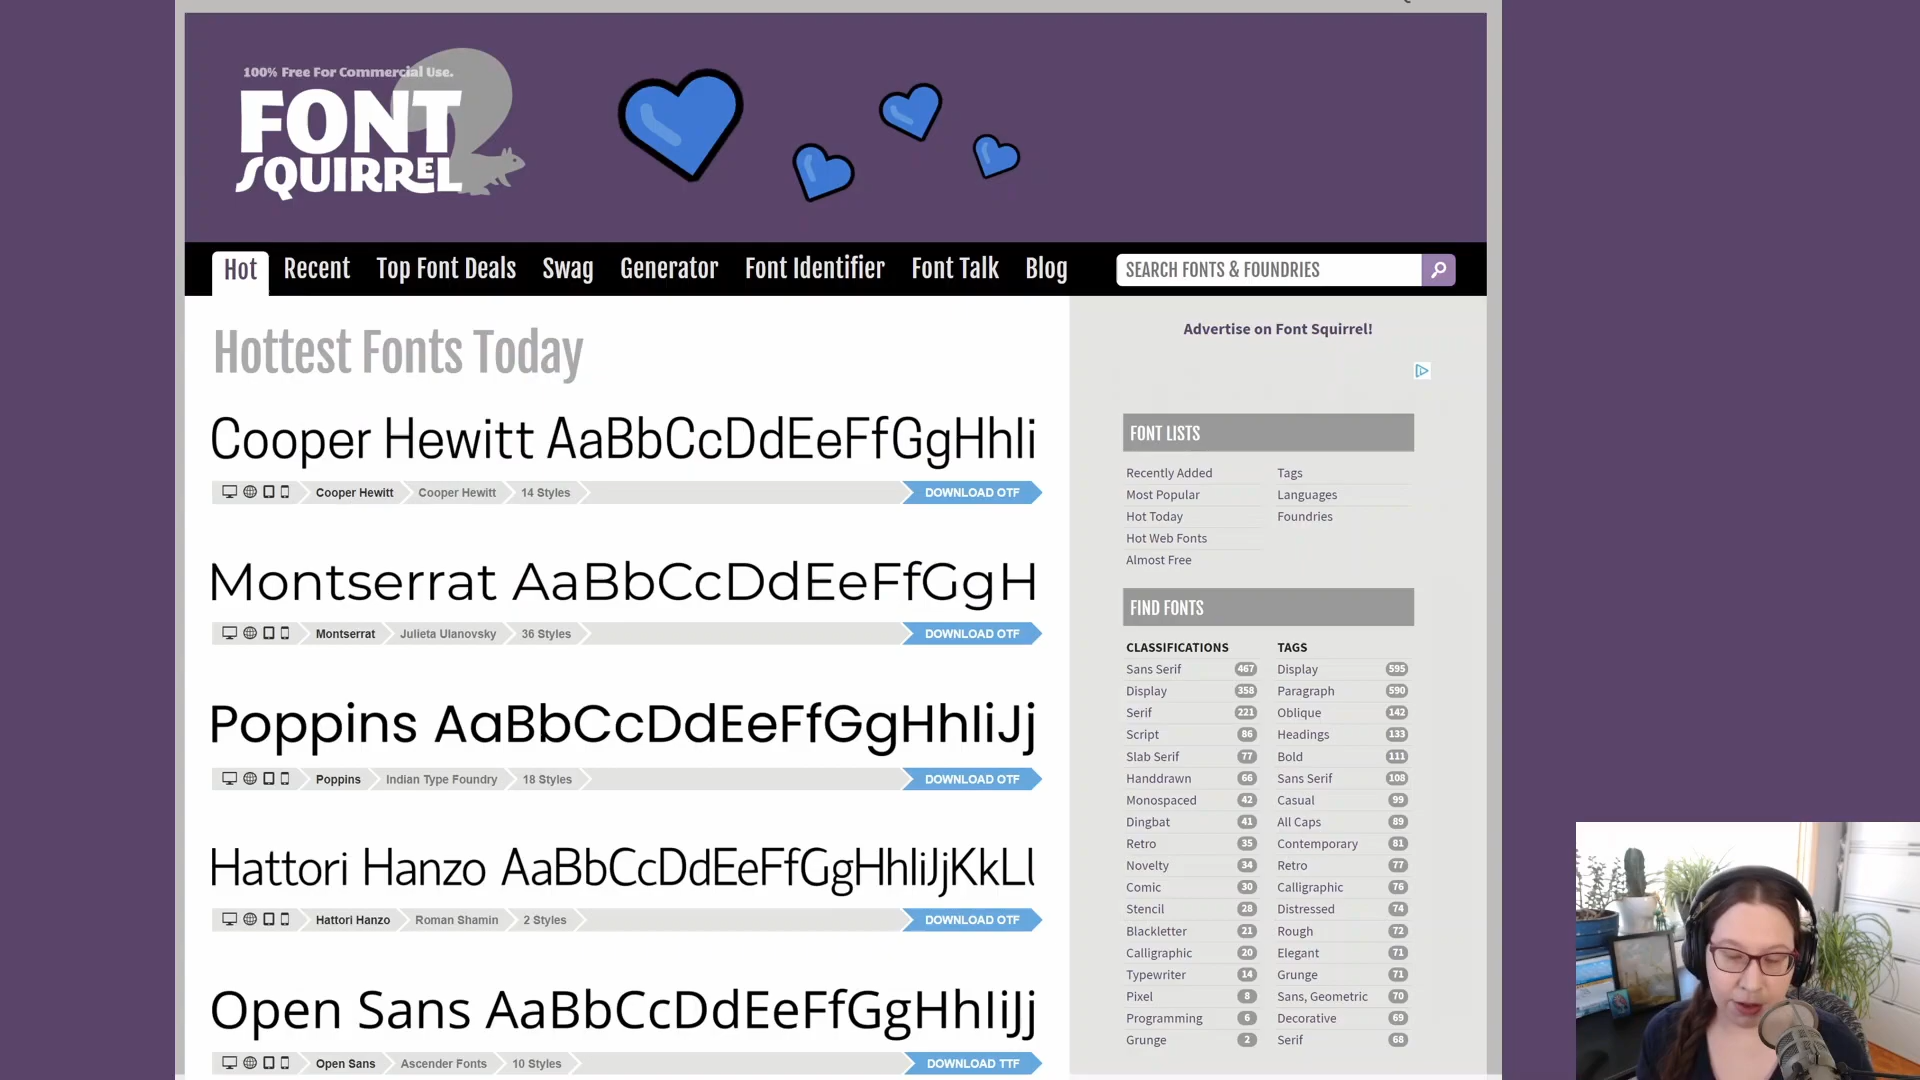 100% Free For Commercial Use.
FONT
SQUIRREL
Hot Recent Top Font Deals Swag Generator Font Identifier Font Talk Blog SEARCH FONTS & FOUNDRIES
Hottest Fonts Today
Cooper Hewitt AaBbCcDdEeFfGgHhIi
Cooper Hewitt Cooper Hewitt 14 Styles DOWNLOAD OTF
Montserrat AaBbCcDdEeFfGgH
Montserrat Julieta Ulanovsky 36 Styles DOWNLOAD OTF
Poppins AaBbCcDdEeFfGgHhIiJj
Poppins Indian Type Foundry 18 Styles DOWNLOAD OTF
Hattori Hanzo AaBbCcDdEeFfGgHhIiJjKkLl
Hattori Hanzo Roman Shamin 2 Styles DOWNLOAD OTF
Open Sans AaBbCcDdEeFfGgHhIiJj
Open Sans Ascender Fonts 10 Styles DOWNLOAD TTF
Advertise on Font Squirrel!
FONT LISTS
Recently Added Tags
Most Popular Languages
Hot Today Foundries
Hot Web Fonts
Almost Free
FIND FONTS
CLASSIFICATIONS TAGS
Sans Serif 467 Display 595
Display 358 Paragraph 590
Serif 221 Oblique 142
Script 86 Headings 133
Slab Serif 77 Bold 111
Handdrawn 66 Sans Serif 108
Monospaced 42 Casual 99
Dingbat 41 All Caps 89
Retro 35 Contemporary 81
Novelty 34 Retro 77
Comic 30 Calligraphic 76
Stencil 28 Distressed 74
Blackletter 21 Rough 72
Calligraphic 20 Elegant 71
Typewriter 14 Grunge 71
Pixel 8 Sans, Geometric 70
Programming 6 Decorative 69
Grunge 2 Serif 68